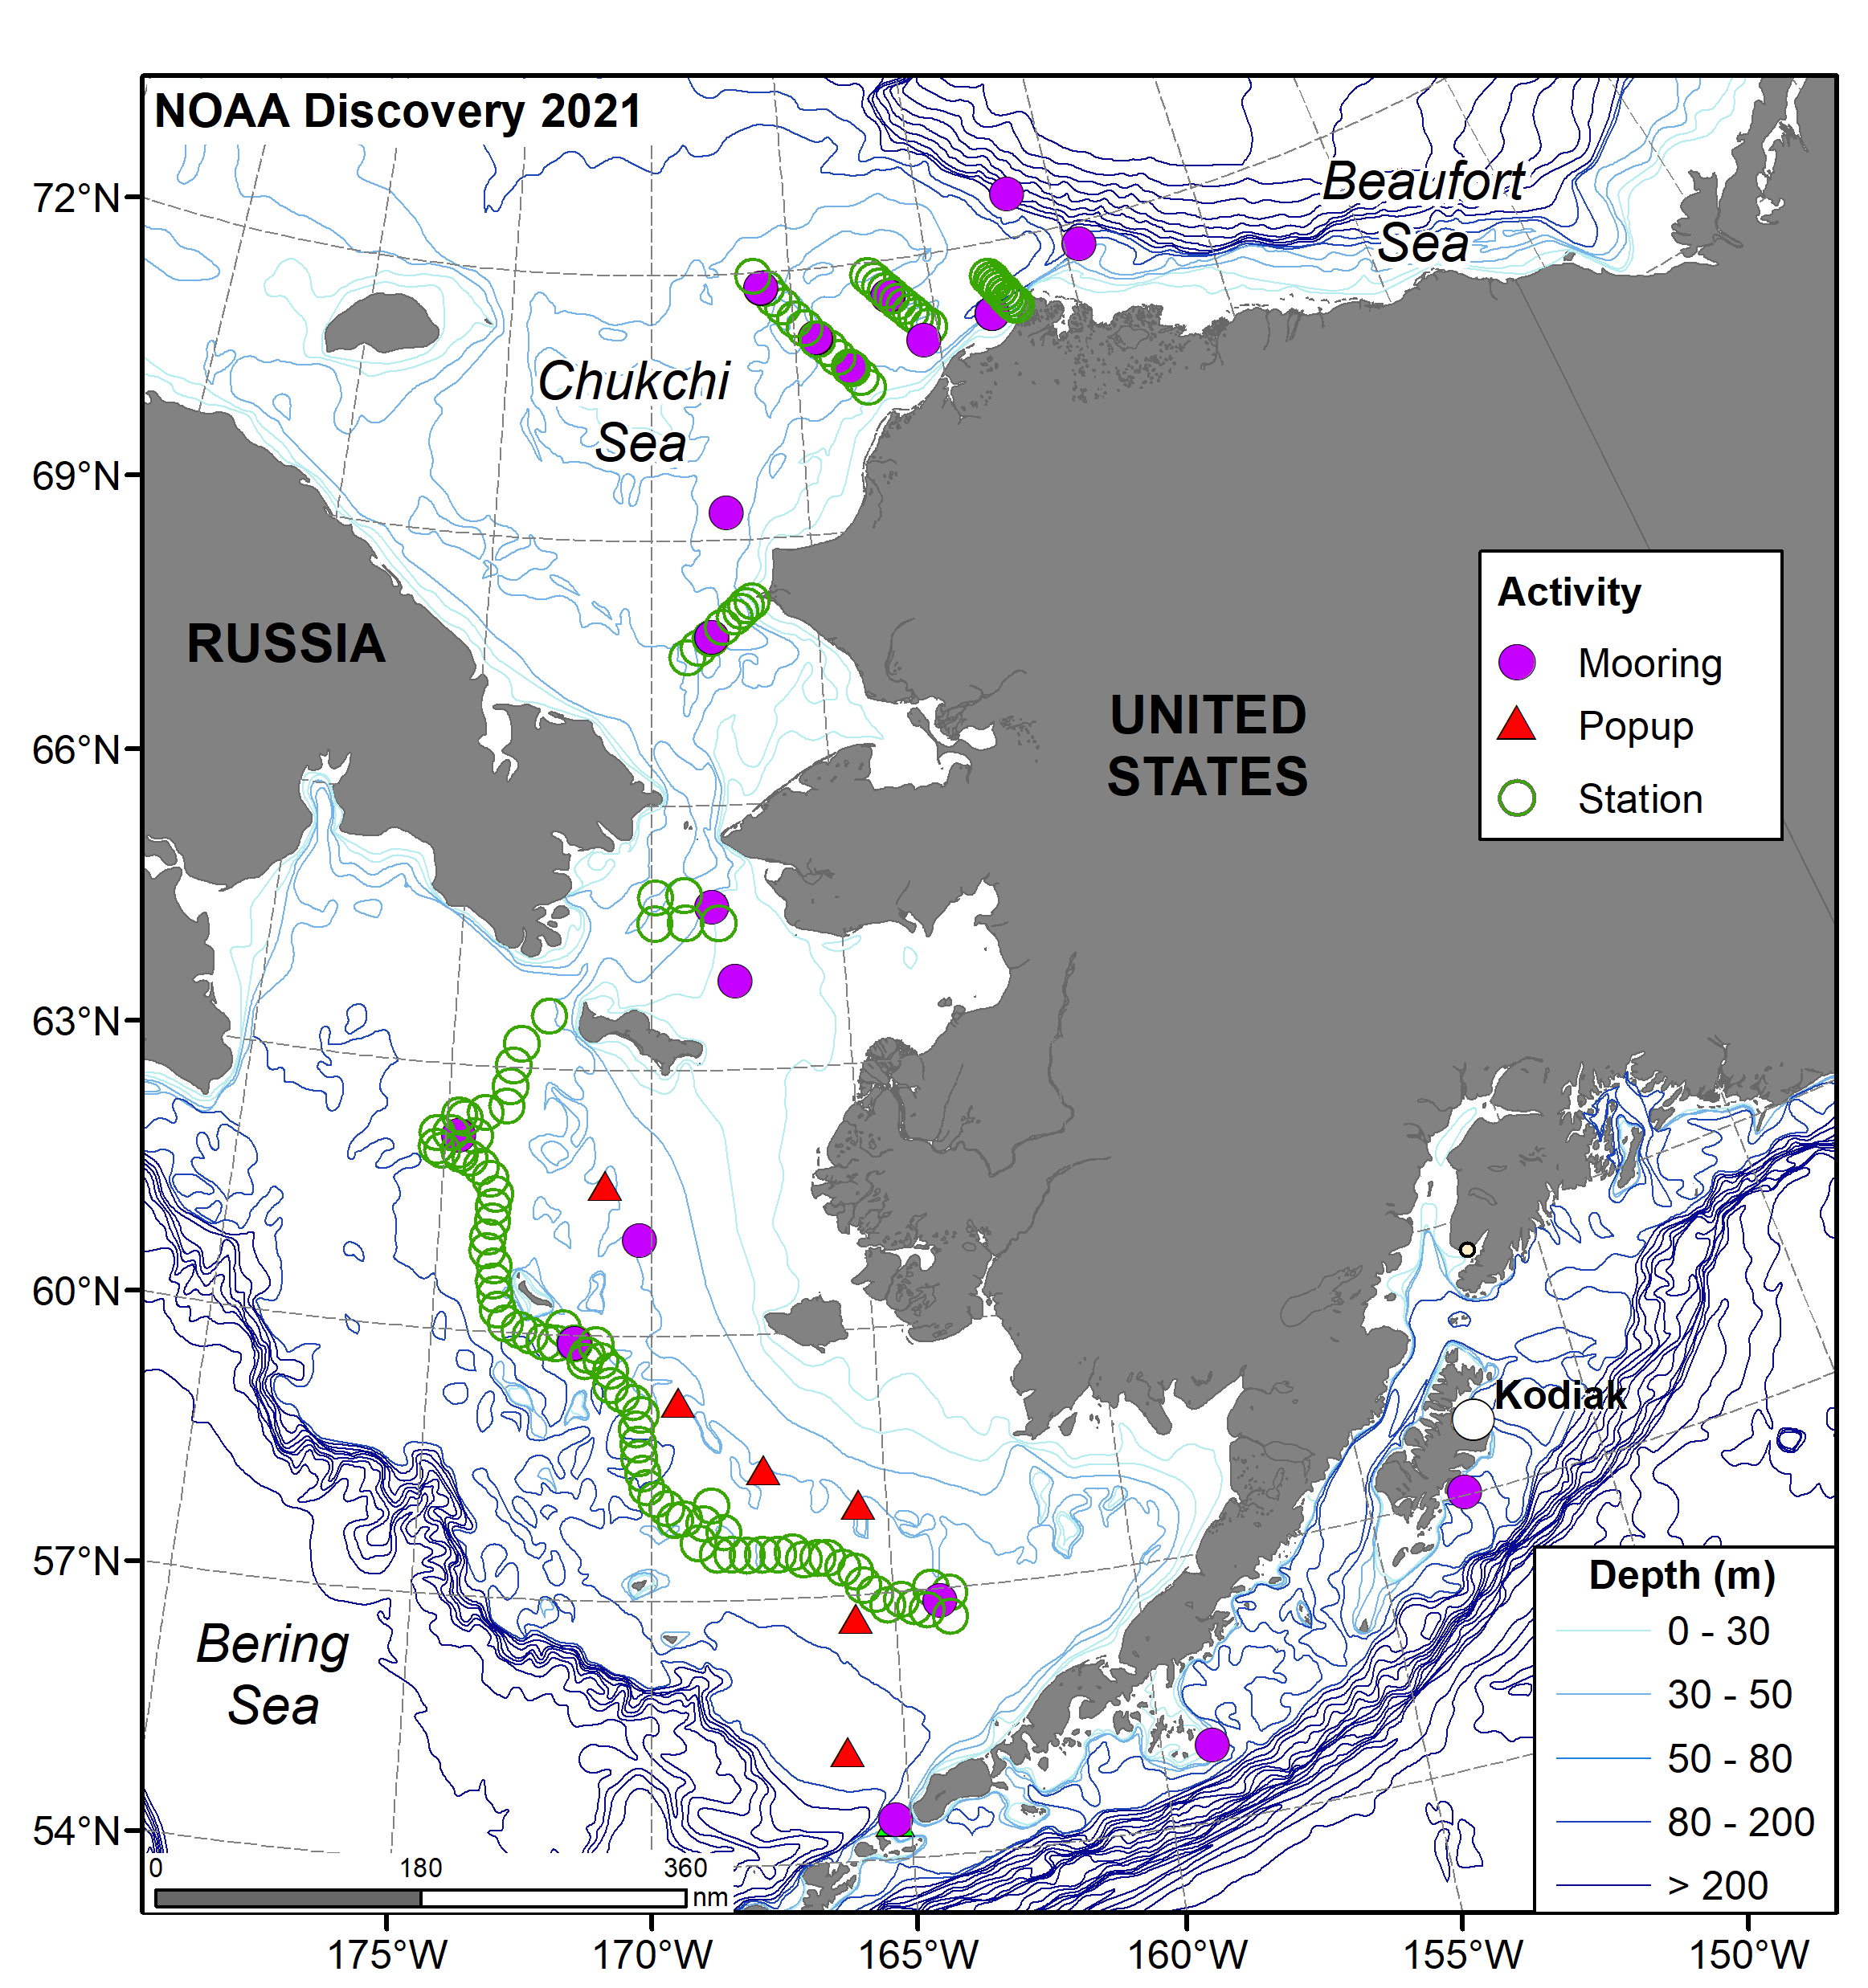 NOAA Discovery 2021
Beaufort
Sea
72°N
Chukchi
Sea
69°N
Activity
RUSSIA
Mooring
UNITED
STATES
Popup
66°N
Station
63°N
60°N
Kodiak
57°N
Depth (m)
0 - 30
Bering
Sea
30 - 50
50 - 80
54°N
80 - 200
> 200
0 180 360
nm
175°W 170°W 165°W 160°W 155°W 150°W